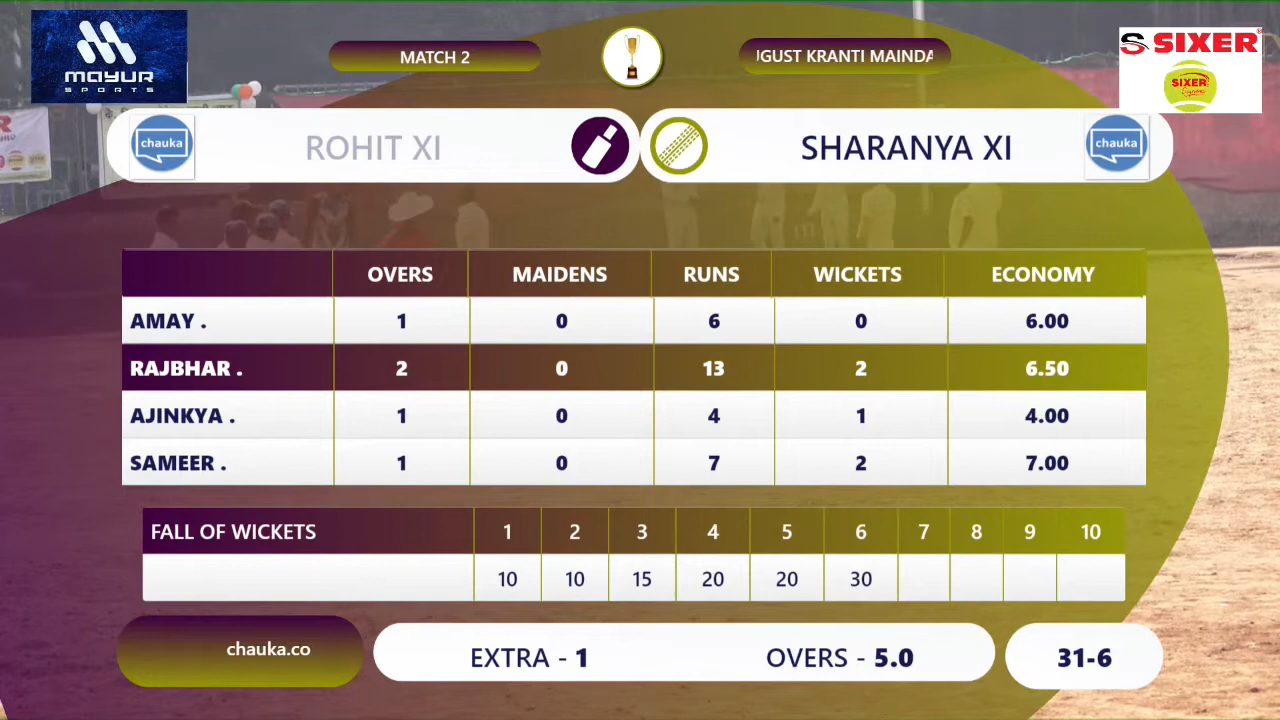 MAYUR
SPORTS
MATCH 2
IGUST KRANTI MAINDA
SIXER
SIXER
chauka
ROHIT XI
SHARANYA XI
chauka
OVERS MAIDENS RUNS WICKETS ECONOMY
AMAY . 1 0 6 0 6.00
RAJBHAR . 2 0 13 2 6.50
AJINKYA . 1 0 4 1 4.00
SAMEER . 1 0 7 2 7.00
FALL OF WICKETS 1 2 3 4 5 6 7 8 9 10
10 10 15 20 20 30
chauka.co
EXTRA - 1 OVERS - 5.0
31-6